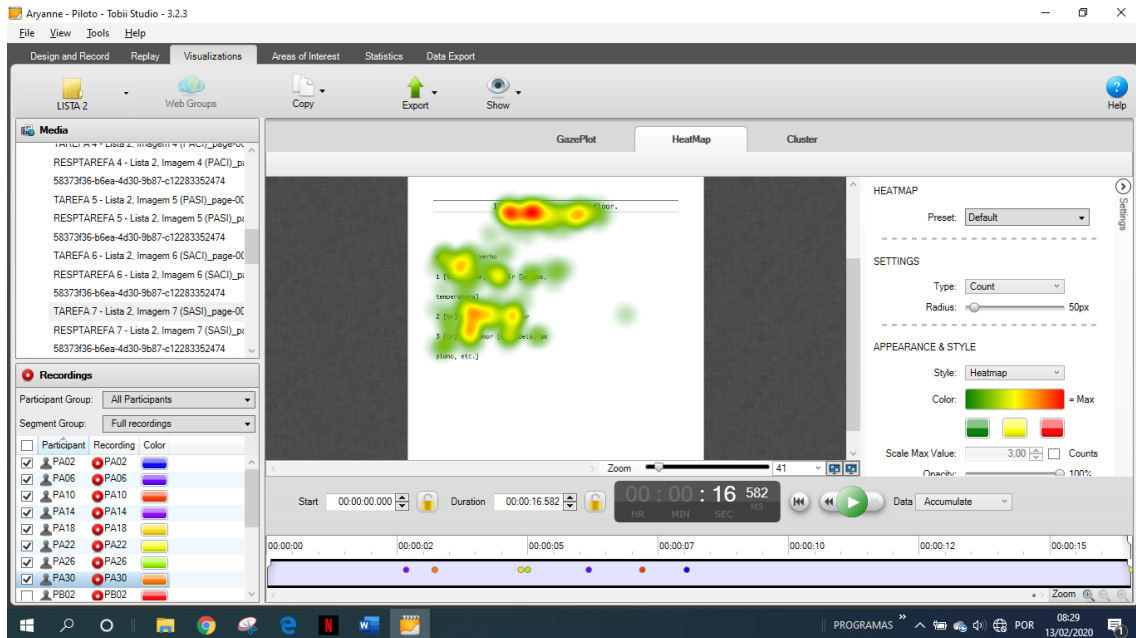 Aryanne - Piloto - Tobii Studio - 3.2.3
File View Tools Help
Design and Record Replay Visualizations Areas of Interest Statistics Data Export
LISTA 2 Web Groups Copy Export Show Help
Media
RESPTAREFA 4 - Lista 2, Imagem 4 (PACI)_pa
58373f36-b6ea-4d30-9b87-c12283352474
TAREFA 5 - Lista 2, Imagem 5 (PASI)_page-00
RESPTAREFA 5 - Lista 2, Imagem 5 (PASI)_pa
58373f36-b6ea-4d30-9b87-c12283352474
TAREFA 6 - Lista 2, Imagem 6 (SACI)_page-00
RESPTAREFA 6 - Lista 2, Imagem 6 (SACI)_pa
58373f36-b6ea-4d30-9b87-c12283352474
TAREFA 7 - Lista 2, Imagem 7 (SASI)_page-00
RESPTAREFA 7 - Lista 2, Imagem 7 (SASI)_pa
58373f36-b6ea-4d30-9b87-c12283352474
Recordings
Participant Group: All Participants
Segment Group: Full recordings
Participant Recording Color
PA02 PA02
PA06 PA06
PA10 PA10
PA14 PA14
PA18 PA18
PA22 PA22
PA26 PA26
PA30 PA30
PB02 PB02
GazePlot HeatMap Cluster
floor.
verbo
1
temperatura]
2 [tr]
3 [tr]
plano, etc.]
Zoom 41
HEATMAP
Preset: Default
SETTINGS
Type: Count
Radius: 50px
APPEARANCE & STYLE
Style: Heatmap
Color: = Max
Scale Max Value: 3,00 Counts
Opacity: 100%
Settings
Start 00:00:00.000 Duration 00:00:16.582 00 : 00 : 16 582 Data Accumulate
HR MIN SEC MS
00:00:00 00:00:02 00:00:05 00:00:07 00:00:10 00:00:12 00:00:15
Zoom
PROGRAMAS POR 08:29
13/02/2020